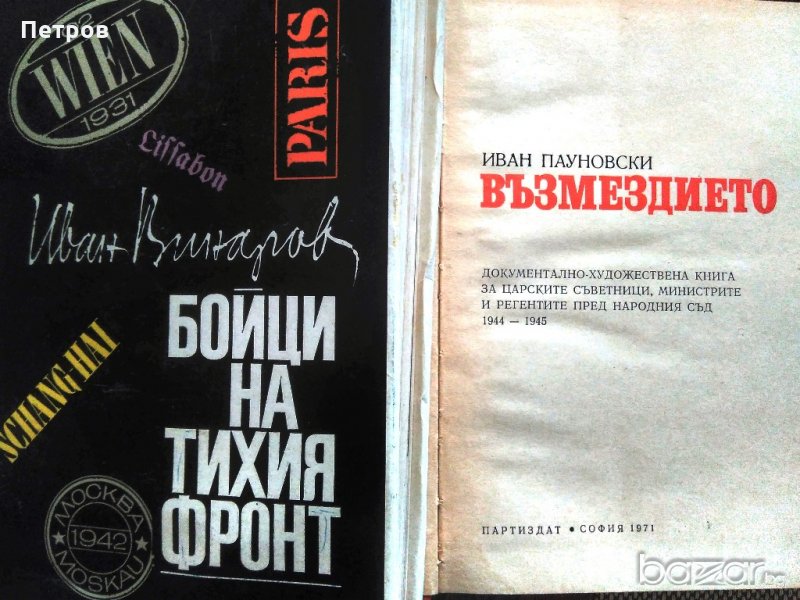 Петров
WIEN
1931
PARIS
Lissabon
Иван Винаров
БОЙЦИ
НА
ТИХИЯ
ФРОНТ
SCHANG-HAI
МОСКВА
1942
MOSKAU
ИВАН ПАУНОВСКИ
ВЪЗМЕЗДИЕТО
ДОКУМЕНТАЛНО-ХУДОЖЕСТВЕНА КНИГА
ЗА ЦАРСКИТЕ СЪВЕТНИЦИ, МИНИСТРИТЕ
И РЕГЕНТИТЕ ПРЕД НАРОДНИЯ СЪД
1944 — 1945
ПАРТИЗДАТ • СОФИЯ 1971
bazar.bg